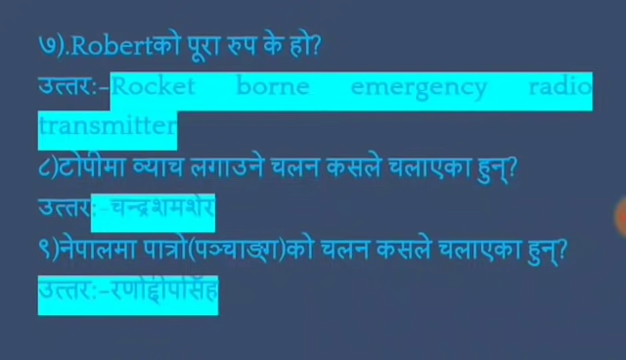 ७).Robertको पूरा रुप के हो?
उत्तर:-Rocket borne emergency radio
transmitter
८)टोपीमा व्याच लगाउने चलन कसले चलाएका हुन्?
उत्तर:-चन्द्रशमशेर
९)नेपालमा पात्रो(पञ्चाङ्ग)को चलन कसले चलाएका हुन्?
उत्तर:-रणोद्दीपसिंह